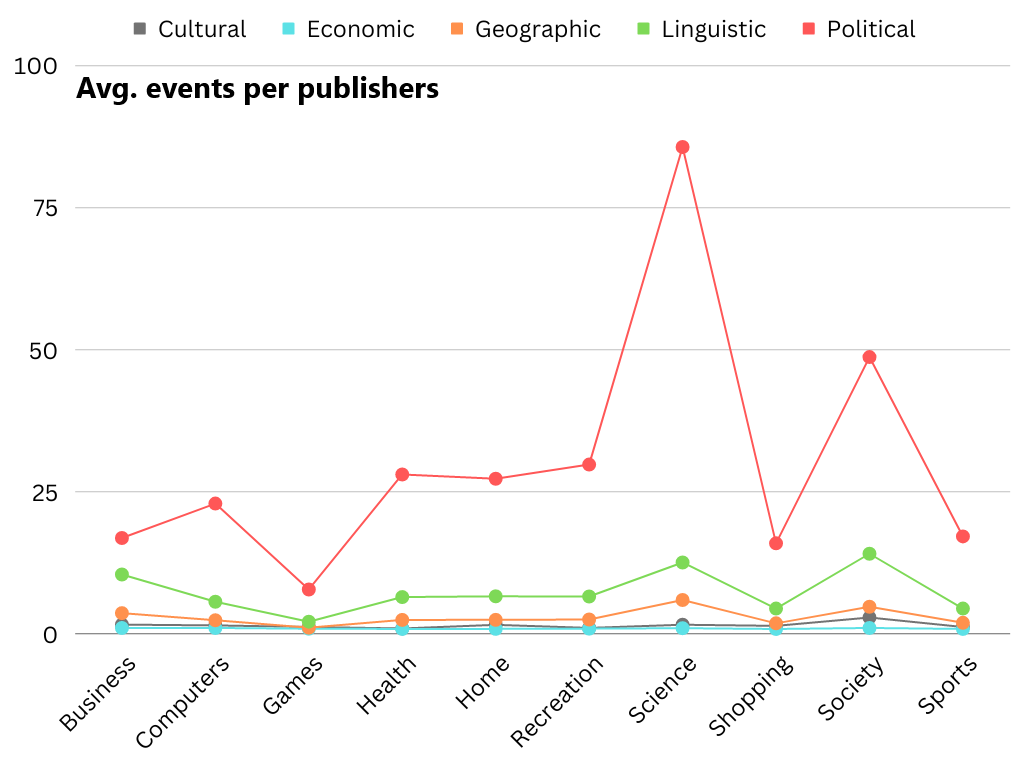 Cultural Economic Geographic Linguistic Political
100
Avg. events per publishers
75
50
25
0
Business Computers Games Health Home Recreation Science Shopping Society Sports